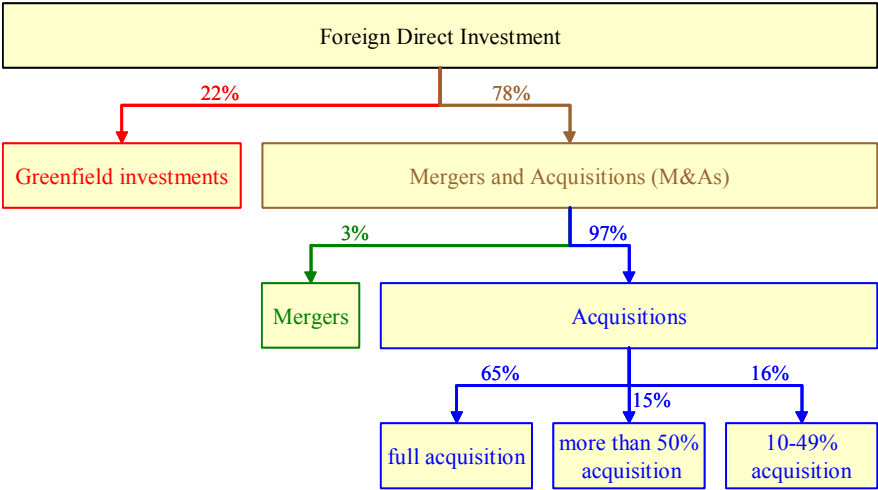 Foreign Direct Investment
22%
78%
Greenfield investments
Mergers and Acquisitions (M&As)
3%
97%
Mergers
Acquisitions
65%
15%
16%
full acquisition
more than 50%
acquisition
10-49%
acquisition